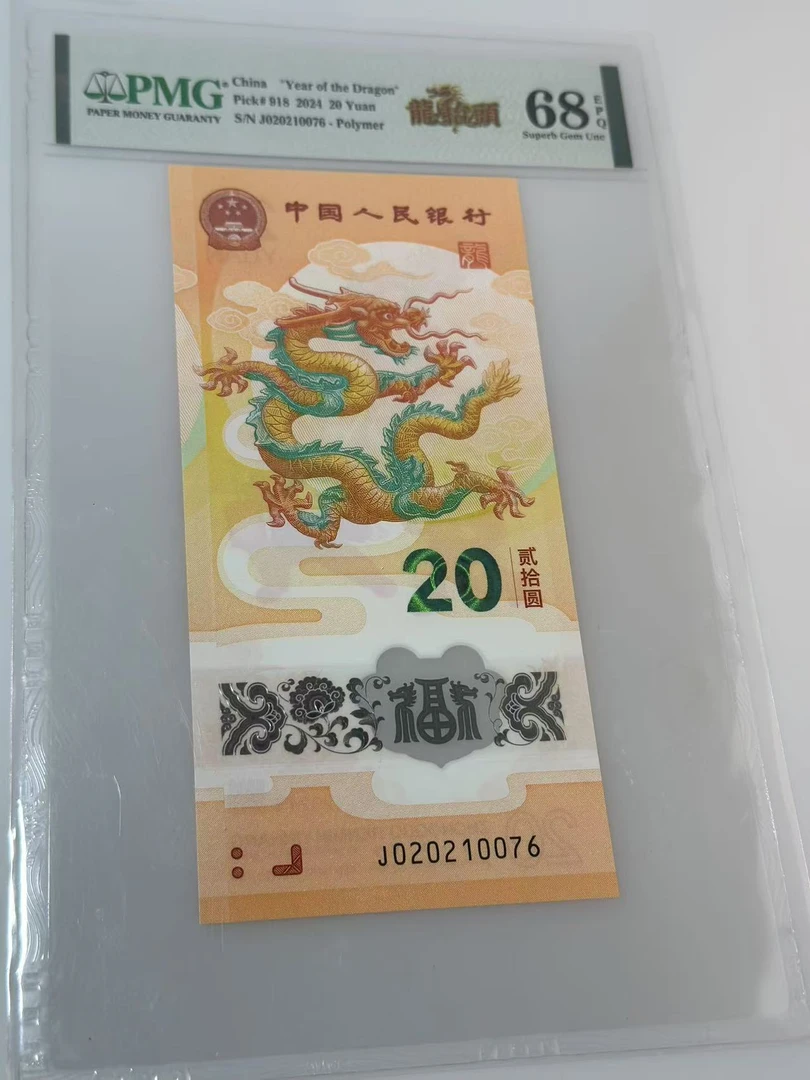 PMG
PAPER MONEY GUARANTY
China "Year of the Dragon"
Pick# 918 2024 20 Yuan
S/N J020210076 - Polymer
68
EPQ
Superb Gem Unc
中国人民银行
20
贰拾圆
福
J020210076